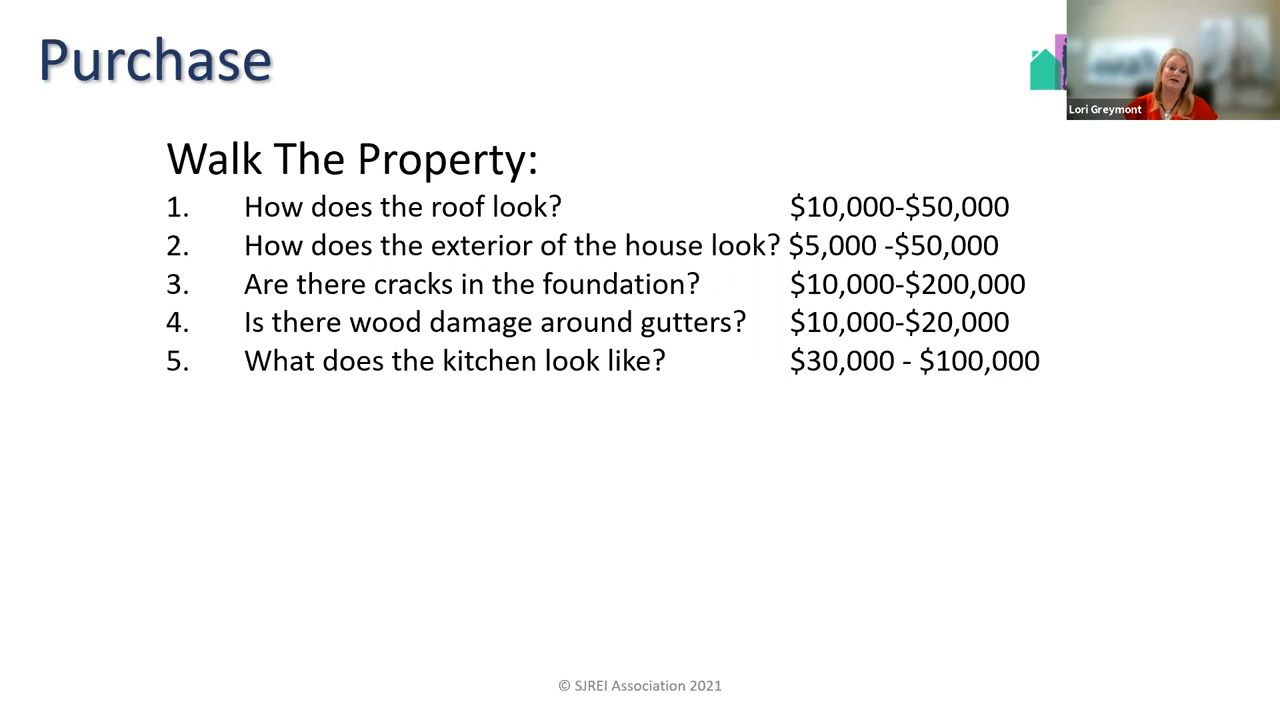 Purchase
Lori Greymont
Walk The Property:
1. How does the roof look? $10,000-$50,000
2. How does the exterior of the house look? $5,000 -$50,000
3. Are there cracks in the foundation? $10,000-$200,000
4. Is there wood damage around gutters? $10,000-$20,000
5. What does the kitchen look like? $30,000 - $100,000
© SJREI Association 2021